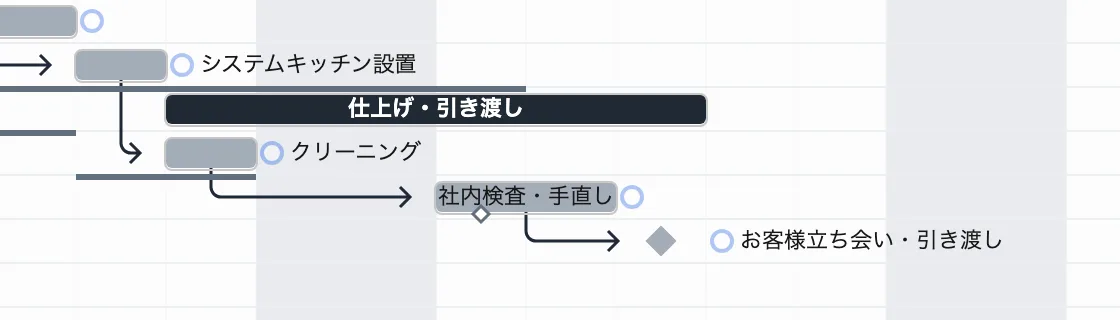 システムキッチン設置
仕上げ・引き渡し
クリーニング
社内検査・手直し
お客様立ち会い・引き渡し